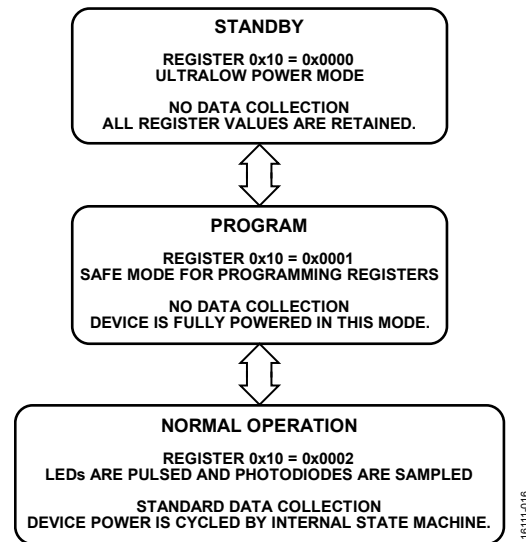 STANDBY
REGISTER 0x10 = 0x0000
ULTRALOW POWER MODE
NO DATA COLLECTION
ALL REGISTER VALUES ARE RETAINED.
PROGRAM
REGISTER 0x10 = 0x0001
SAFE MODE FOR PROGRAMMING REGISTERS
NO DATA COLLECTION
DEVICE IS FULLY POWERED IN THIS MODE.
NORMAL OPERATION
REGISTER 0x10 = 0x0002
LEDs ARE PULSED AND PHOTODIODES ARE SAMPLED
STANDARD DATA COLLECTION
DEVICE POWER IS CYCLED BY INTERNAL STATE MACHINE.
16111-016